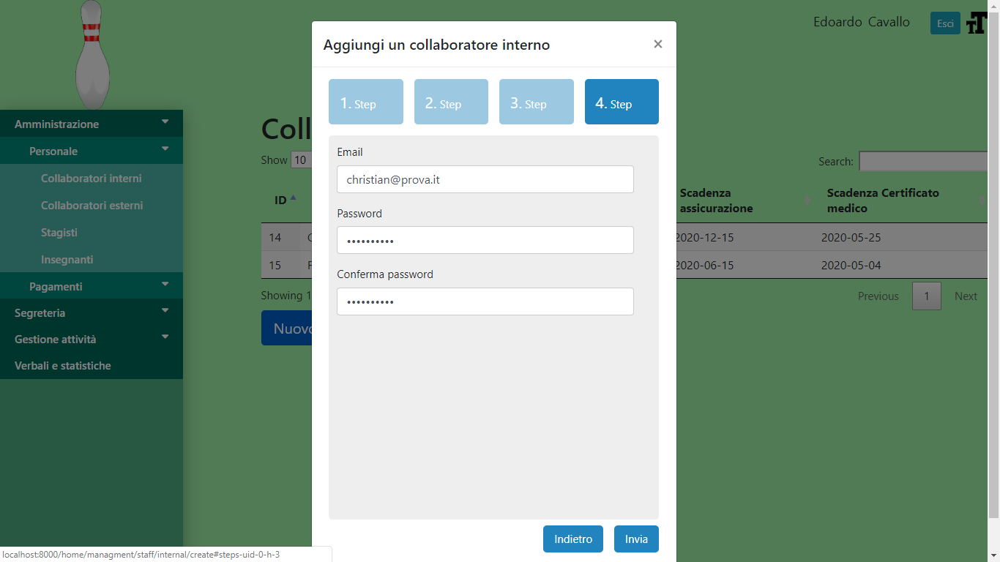 Edoardo Cavallo
Esci
Aggiungi un collaboratore interno
×
1. Step
2. Step
3. Step
4. Step
Amministrazione
Personale
Collaboratori interni
Collaboratori esterni
Stagisti
Insegnanti
Pagamenti
Segreteria
Gestione attività
Verbali e statistiche
Coll
Show 10
Search:
ID
Scadenza
assicurazione
Scadenza Certificato
medico
14
2020-12-15
2020-05-25
15
2020-06-15
2020-05-04
Showing 1
Previous
1
Next
Nuovo
Email
christian@prova.it
Password
••••••••••
Conferma password
••••••••••
Indietro
Invia
localhost:8000/home/managment/staff/internal/create#steps-uid-0-h-3